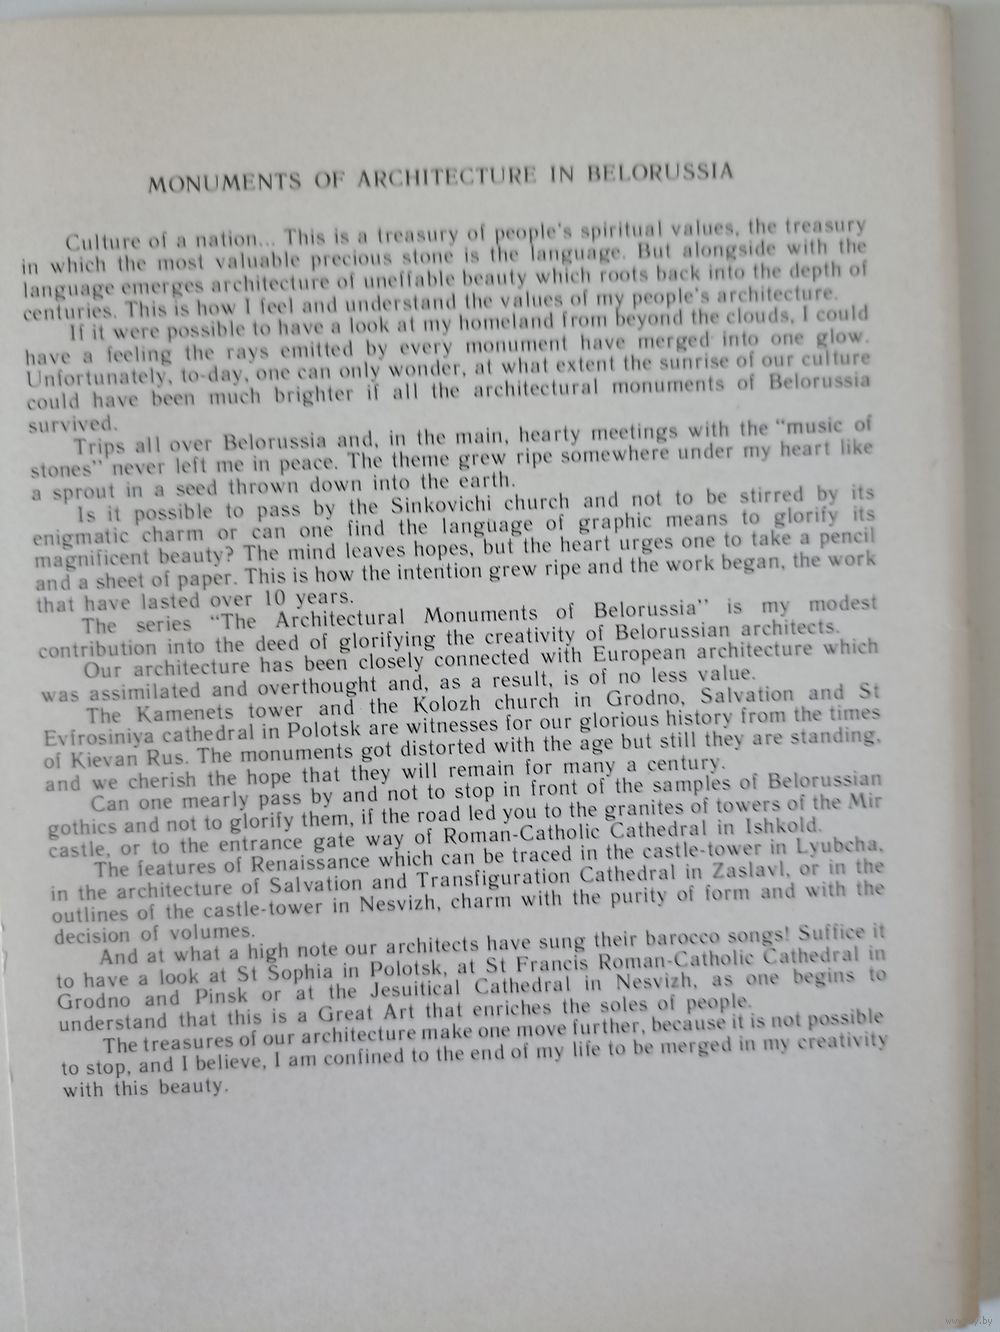 MONUMENTS OF ARCHITECTURE IN BELORUSSIA
Culture of a nation... This is a treasury of people's spiritual values, the treasury
in which the most valuable precious stone is the language. But alongside with the
language emerges architecture of uneffable beauty which roots back into the depth of
centuries. This is how I feel and understand the values of my people's architecture.
If it were possible to have a look at my homeland from beyond the clouds, I could
have a feeling the rays emitted by every monument have merged into one glow.
Unfortunately, to-day, one can only wonder, at what extent the sunrise of our culture
could have been much brighter if all the architectural monuments of Belorussia
survived.
Trips all over Belorussia and, in the main, hearty meetings with the "music of
stones" never left me in peace. The theme grew ripe somewhere under my heart like
a sprout in a seed thrown down into the earth.
Is it possible to pass by the Sinkovichi church and not to be stirred by its
enigmatic charm or can one find the language of graphic means to glorify its
magnificent beauty? The mind leaves hopes, but the heart urges one to take a pencil
and a sheet of paper. This is how the intention grew ripe and the work began, the work
that have lasted over 10 years.
The series "The Architectural Monuments of Belorussia" is my modest
contribution into the deed of glorifying the creativity of Belorussian architects.
Our architecture has been closely connected with European architecture which
was assimilated and overthought and, as a result, is of no less value.
The Kamenets tower and the Kolozh church in Grodno, Salvation and St
Evfrosiniya cathedral in Polotsk are witnesses for our glorious history from the times
of Kievan Rus. The monuments got distorted with the age but still they are standing,
and we cherish the hope that they will remain for many a century.
Can one mearly pass by and not to stop in front of the samples of Belorussian
gothics and not to glorify them, if the road led you to the granites of towers of the Mir
castle, or to the entrance gate way of Roman-Catholic Cathedral in Ishkold.
The features of Renaissance which can be traced in the castle-tower in Lyubcha,
in the architecture of Salvation and Transfiguration Cathedral in Zaslavl, or in the
outlines of the castle-tower in Nesvizh, charm with the purity of form and with the
decision of volumes.
And at what a high note our architects have sung their barocco songs! Suffice it
to have a look at St Sophia in Polotsk, at St Francis Roman-Catholic Cathedral in
Grodno and Pinsk or at the Jesuitical Cathedral in Nesvizh, as one begins to
understand that this is a Great Art that enriches the soles of people.
The treasures of our architecture make one move further, because it is not possible
to stop, and I believe, I am confined to the end of my life to be merged in my creativity
with this beauty.